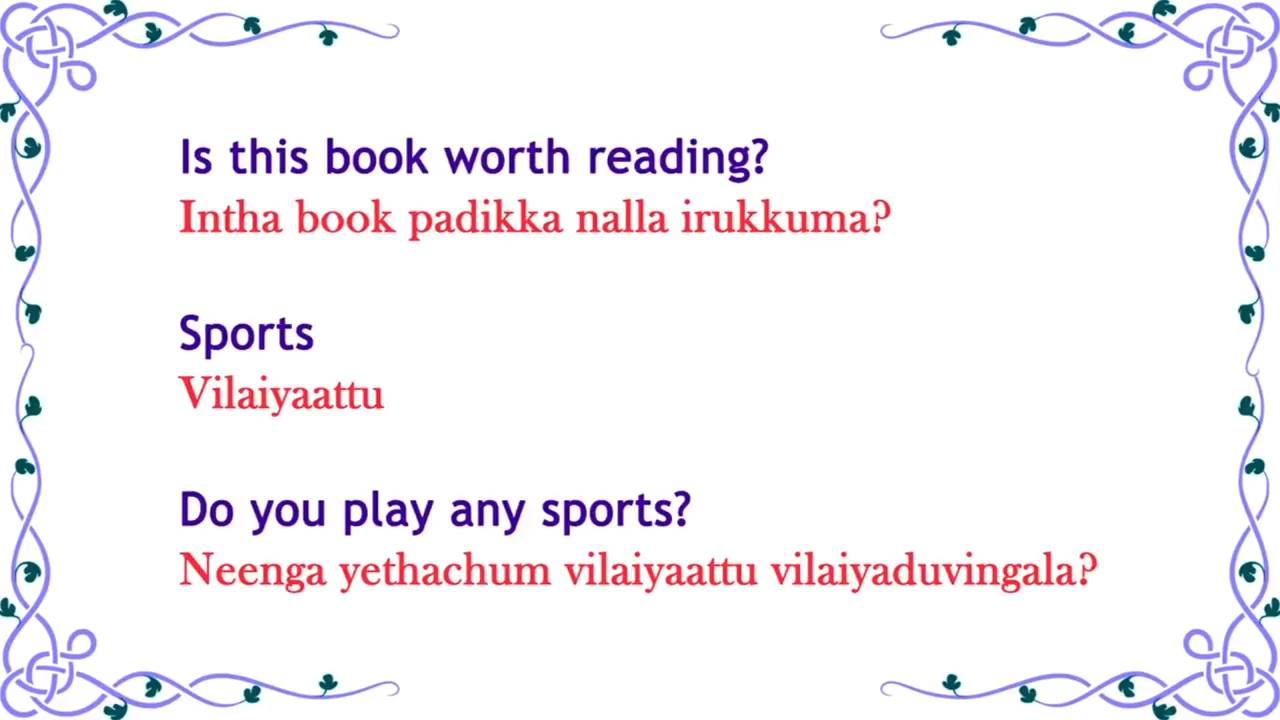 Is this book worth reading?
Intha book padikka nalla irukkuma?
Sports
Vilaiyaattu
Do you play any sports?
Neenga yethachum vilaiyaattu vilaiyaduvingala?